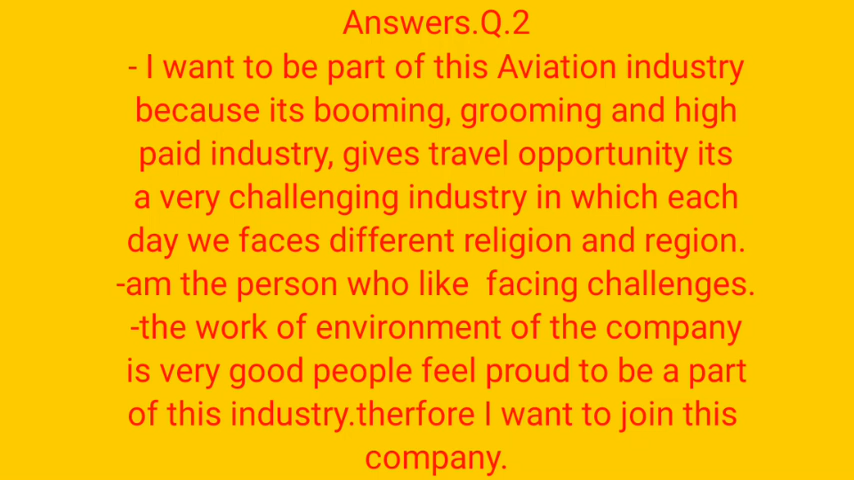 Answers.Q.2
- I want to be part of this Aviation industry
because its booming, grooming and high
paid industry, gives travel opportunity its
a very challenging industry in which each
day we faces different religion and region.
-am the person who like  facing challenges.
-the work of environment of the company
is very good people feel proud to be a part
of this industry.therfore I want to join this
company.